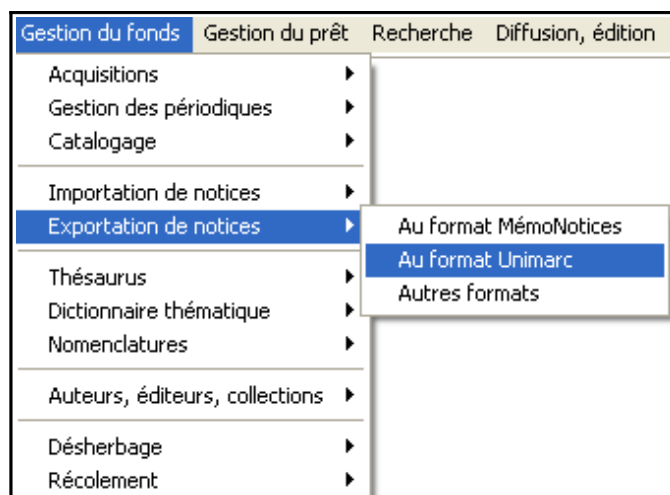 Gestion du fonds Gestion du prêt Recherche Diffusion, édition
Acquisitions
Gestion des périodiques
Catalogage
Importation de notices
Exportation de notices
Au format MémoNotices
Au format Unimarc
Autres formats
Thésaurus
Dictionnaire thématique
Nomenclatures
Auteurs, éditeurs, collections
Désherbage
Récolement